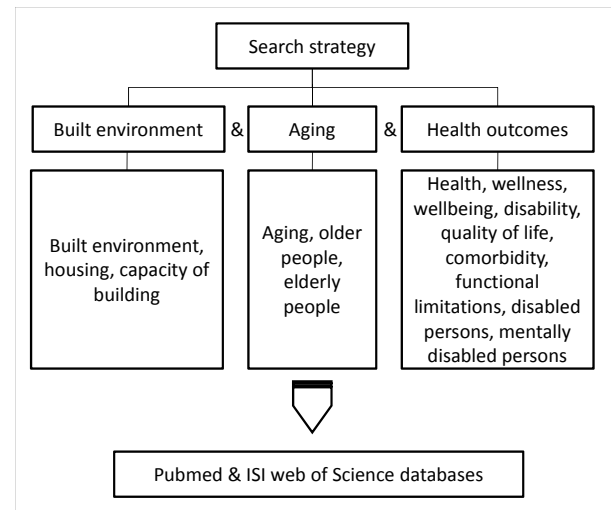 Search strategy
Built environment & Aging & Health outcomes
Built environment,
housing, capacity of
building
Aging, older
people,
elderly
people
Health, wellness,
wellbeing, disability,
quality of life,
comorbidity,
functional
limitations, disabled
persons, mentally
disabled persons
Pubmed & ISI web of Science databases